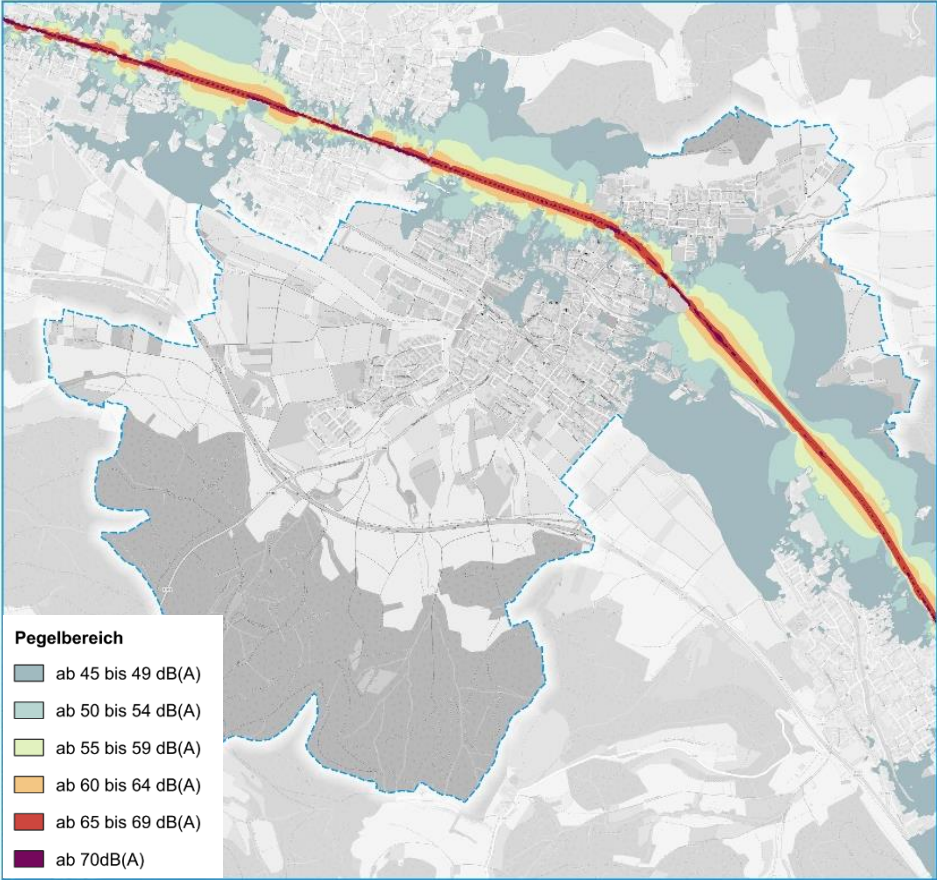 Pegelbereich
ab 45 bis 49 dB(A)
ab 50 bis 54 dB(A)
ab 55 bis 59 dB(A)
ab 60 bis 64 dB(A)
ab 65 bis 69 dB(A)
ab 70dB(A)